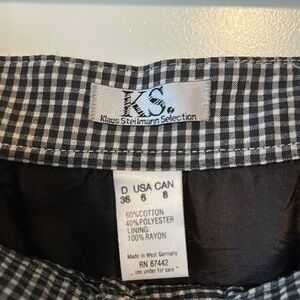 KS.
Klaus Steilmann Selection
D USA CAN
36 6 8
60%COTTON
40%POLYESTER
LINING:
100%RAYON
Made in West Germany
RN 67442
see under for care